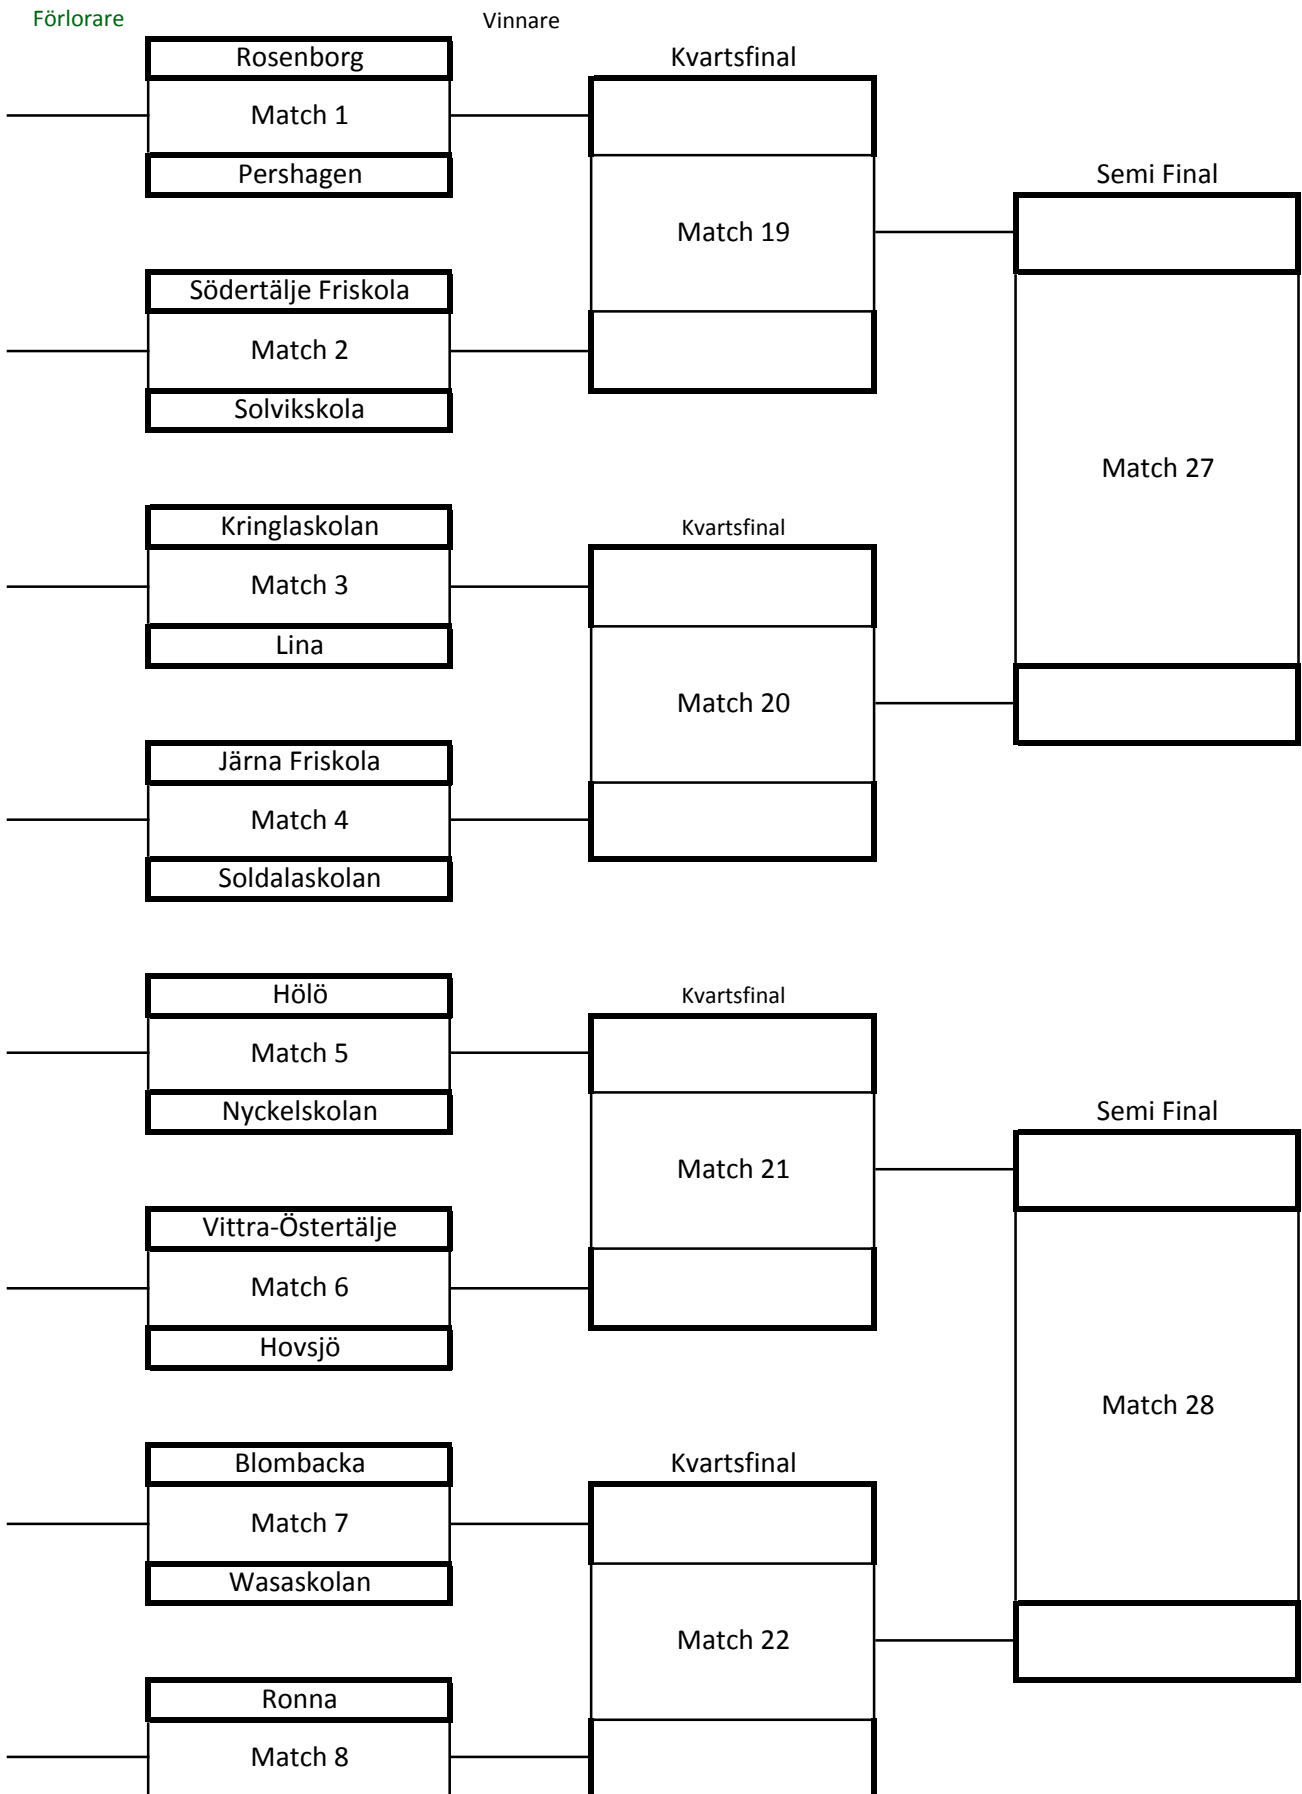 Förlorare
Vinnare
Rosenborg
Kvartsfinal
Match 1
Pershagen
Semi Final
Match 19
Södertälje Friskola
Match 2
Solvikskola
Match 27
Kringlaskolan
Kvartsfinal
Match 3
Lina
Match 20
Järna Friskola
Match 4
Soldalaskolan
Hölö
Kvartsfinal
Match 5
Nyckelskolan
Semi Final
Match 21
Vittra-Östertälje
Match 6
Hovsjö
Match 28
Blombacka
Kvartsfinal
Match 7
Wasaskolan
Match 22
Ronna
Match 8